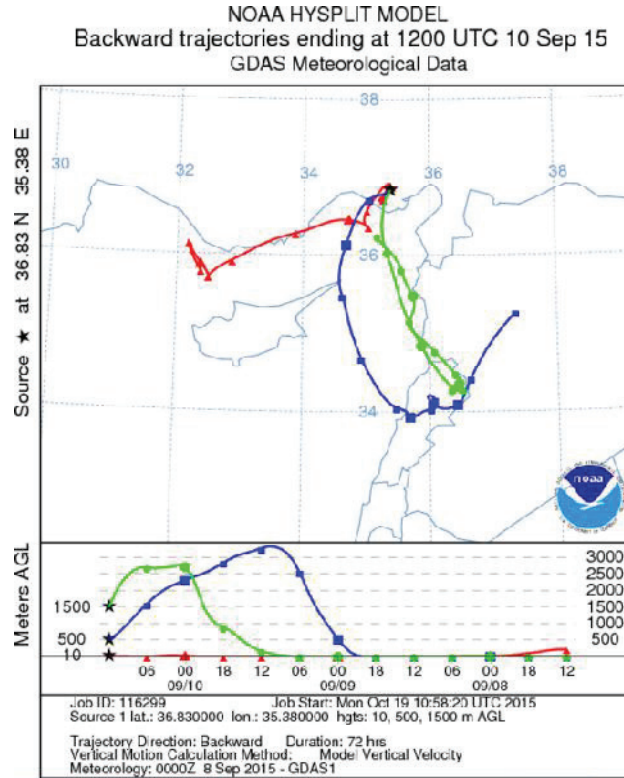 NOAA HYSPLIT MODEL
Backward trajectories ending at 1200 UTC 10 Sep 15
GDAS Meteorological Data
Source ★ at 36.83 N 35.38 E
38
30
32
34
36
38
36
34
noaa
Meters AGL
1500
500
10
3000
2500
2000
1500
1000
500
06 00 18 12 06 00 18 12 06 00 18 12
09/10 09/09 09/08
Job ID: 116299 Job Start: Mon Oct 19 10:58:20 UTC 2015
Source 1 lat.: 36.830000 lon.: 35.380000 hgts: 10, 500, 1500 m AGL
Trajectory Direction: Backward Duration: 72 hrs
Vertical Motion Calculation Method: Model Vertical Velocity
Meteorology: 0000Z 8 Sep 2015 - GDAS1